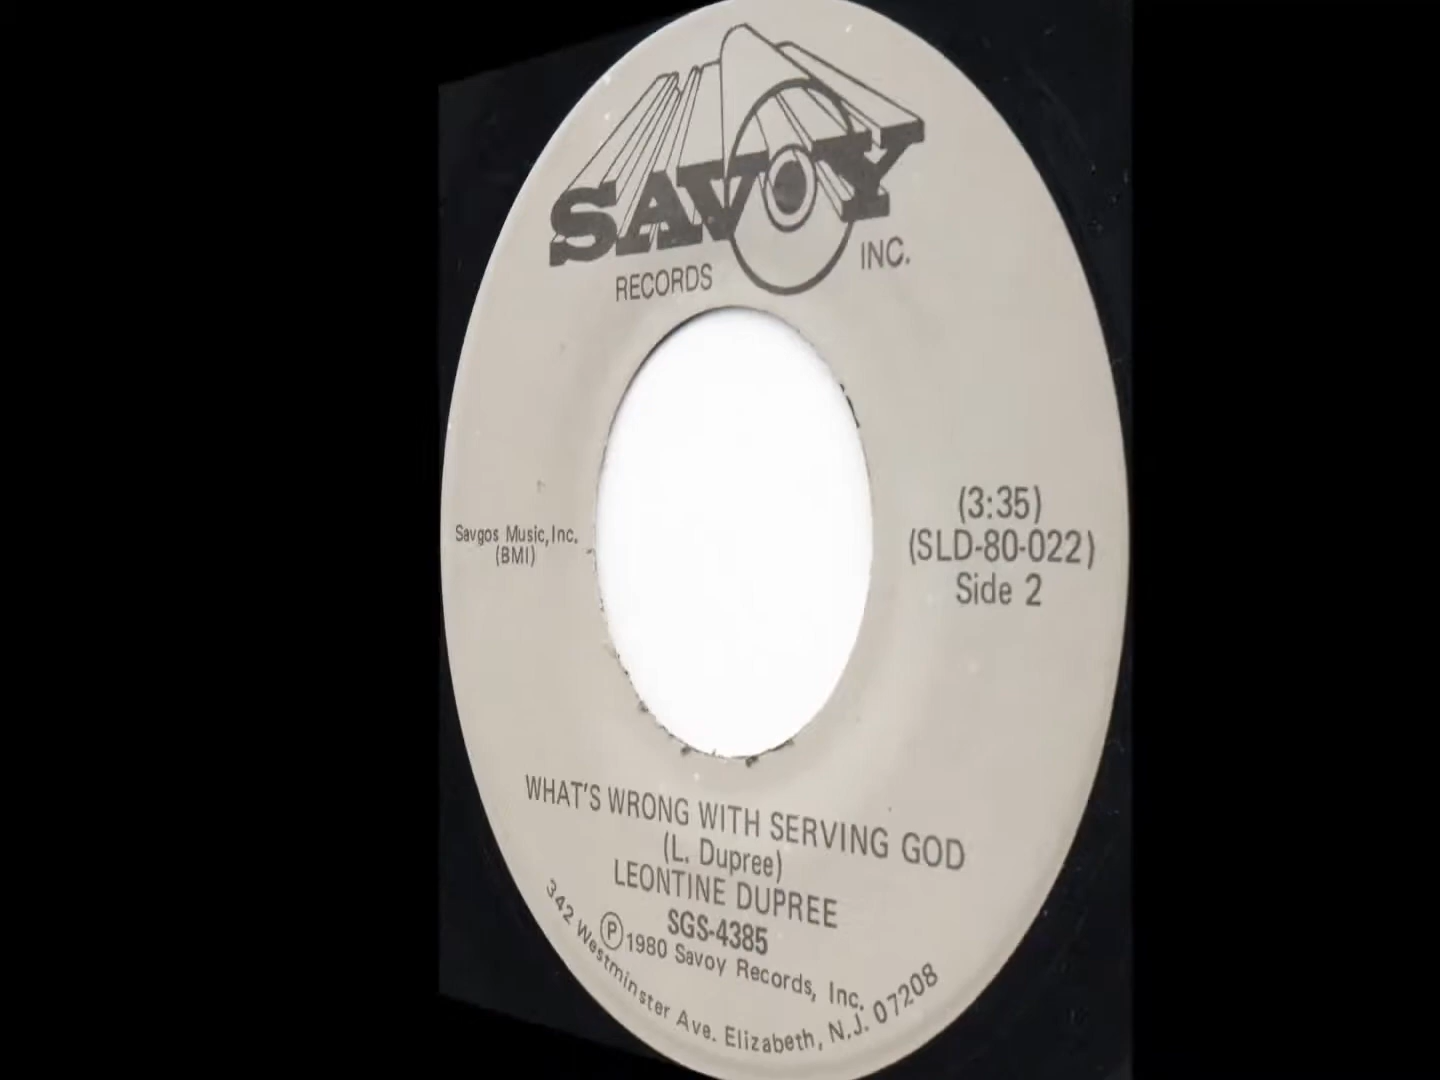 SAVOY
RECORDS INC.
Savgos Music, Inc.
(BMI)
(3:35)
(SLD-80-022)
Side 2
WHAT'S WRONG WITH SERVING GOD
(L. Dupree)
LEONTINE DUPREE
SGS-4385
Ⓟ 1980 Savoy Records, Inc.
342 Westminster Ave. Elizabeth, N.J. 07208